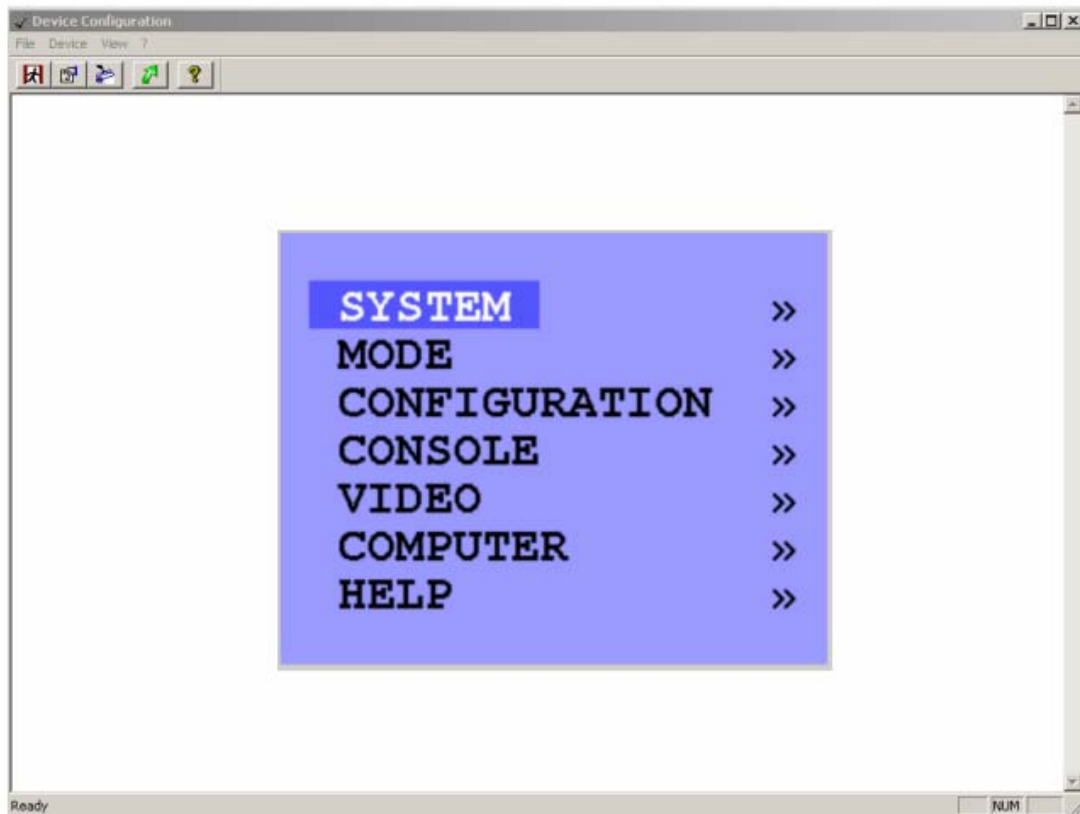 Device Configuration
File Device View ?
SYSTEM »
MODE »
CONFIGURATION »
CONSOLE »
VIDEO »
COMPUTER »
HELP »
Ready NUM